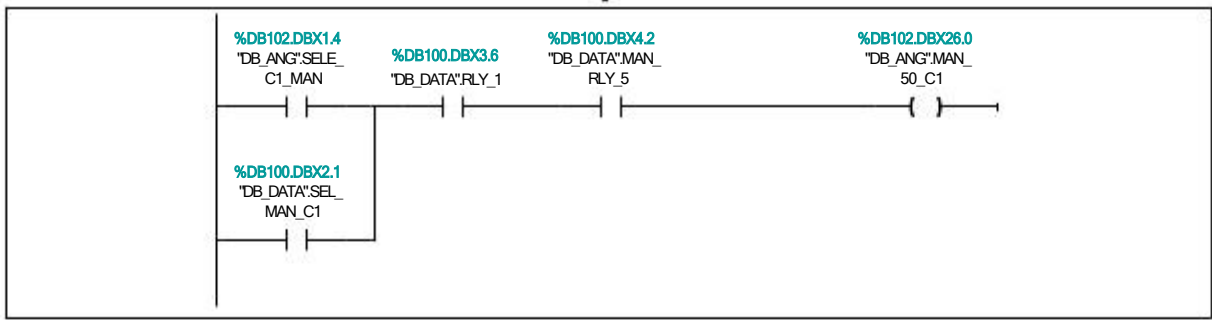 %DB102.DBX1.4
"DB_ANG".SELE_
C1_MAN
%DB100.DBX3.6
"DB_DATA".RLY_1
%DB100.DBX4.2
"DB_DATA".MAN_
RLY_5
%DB102.DBX26.0
"DB_ANG".MAN_
50_C1
%DB100.DBX2.1
"DB_DATA".SEL_
MAN_C1